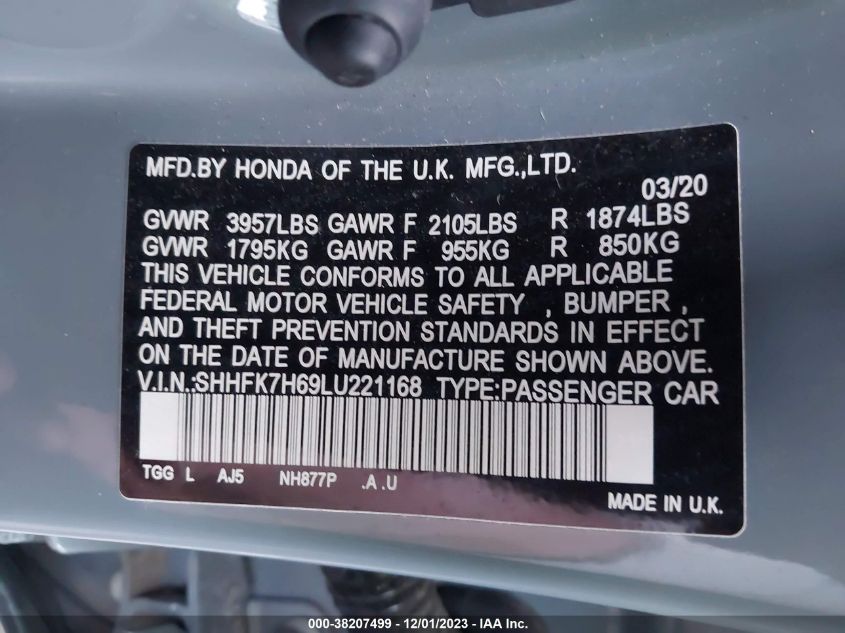 MFD.BY HONDA OF THE U.K. MFG.,LTD.
03/20
GVWR 3957LBS GAWR F 2105LBS R 1874LBS
GVWR 1795KG GAWR F 955KG R 850KG
THIS VEHICLE CONFORMS TO ALL APPLICABLE
FEDERAL MOTOR VEHICLE SAFETY , BUMPER ,
AND THEFT PREVENTION STANDARDS IN EFFECT
ON THE DATE OF MANUFACTURE SHOWN ABOVE.
V.I.N.:SHHFK7H69LU221168 TYPE:PASSENGER CAR
TGG L AJ5 NH877P .A .U
MADE IN U.K.
000-38207499 - 12/01/2023 - IAA Inc.